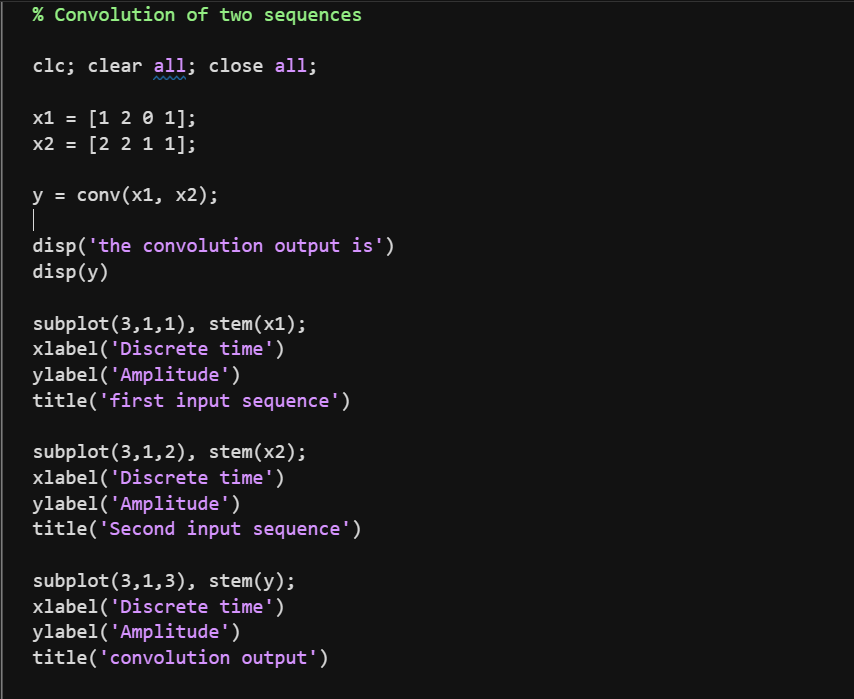 % Convolution of two sequences
clc; clear all; close all;
x1 = [1 2 0 1];
x2 = [2 2 1 1];
y = conv(x1, x2);
disp('the convolution output is')
disp(y)
subplot(3,1,1), stem(x1);
xlabel('Discrete time')
ylabel('Amplitude')
title('first input sequence')
subplot(3,1,2), stem(x2);
xlabel('Discrete time')
ylabel('Amplitude')
title('Second input sequence')
subplot(3,1,3), stem(y);
xlabel('Discrete time')
ylabel('Amplitude')
title('convolution output')